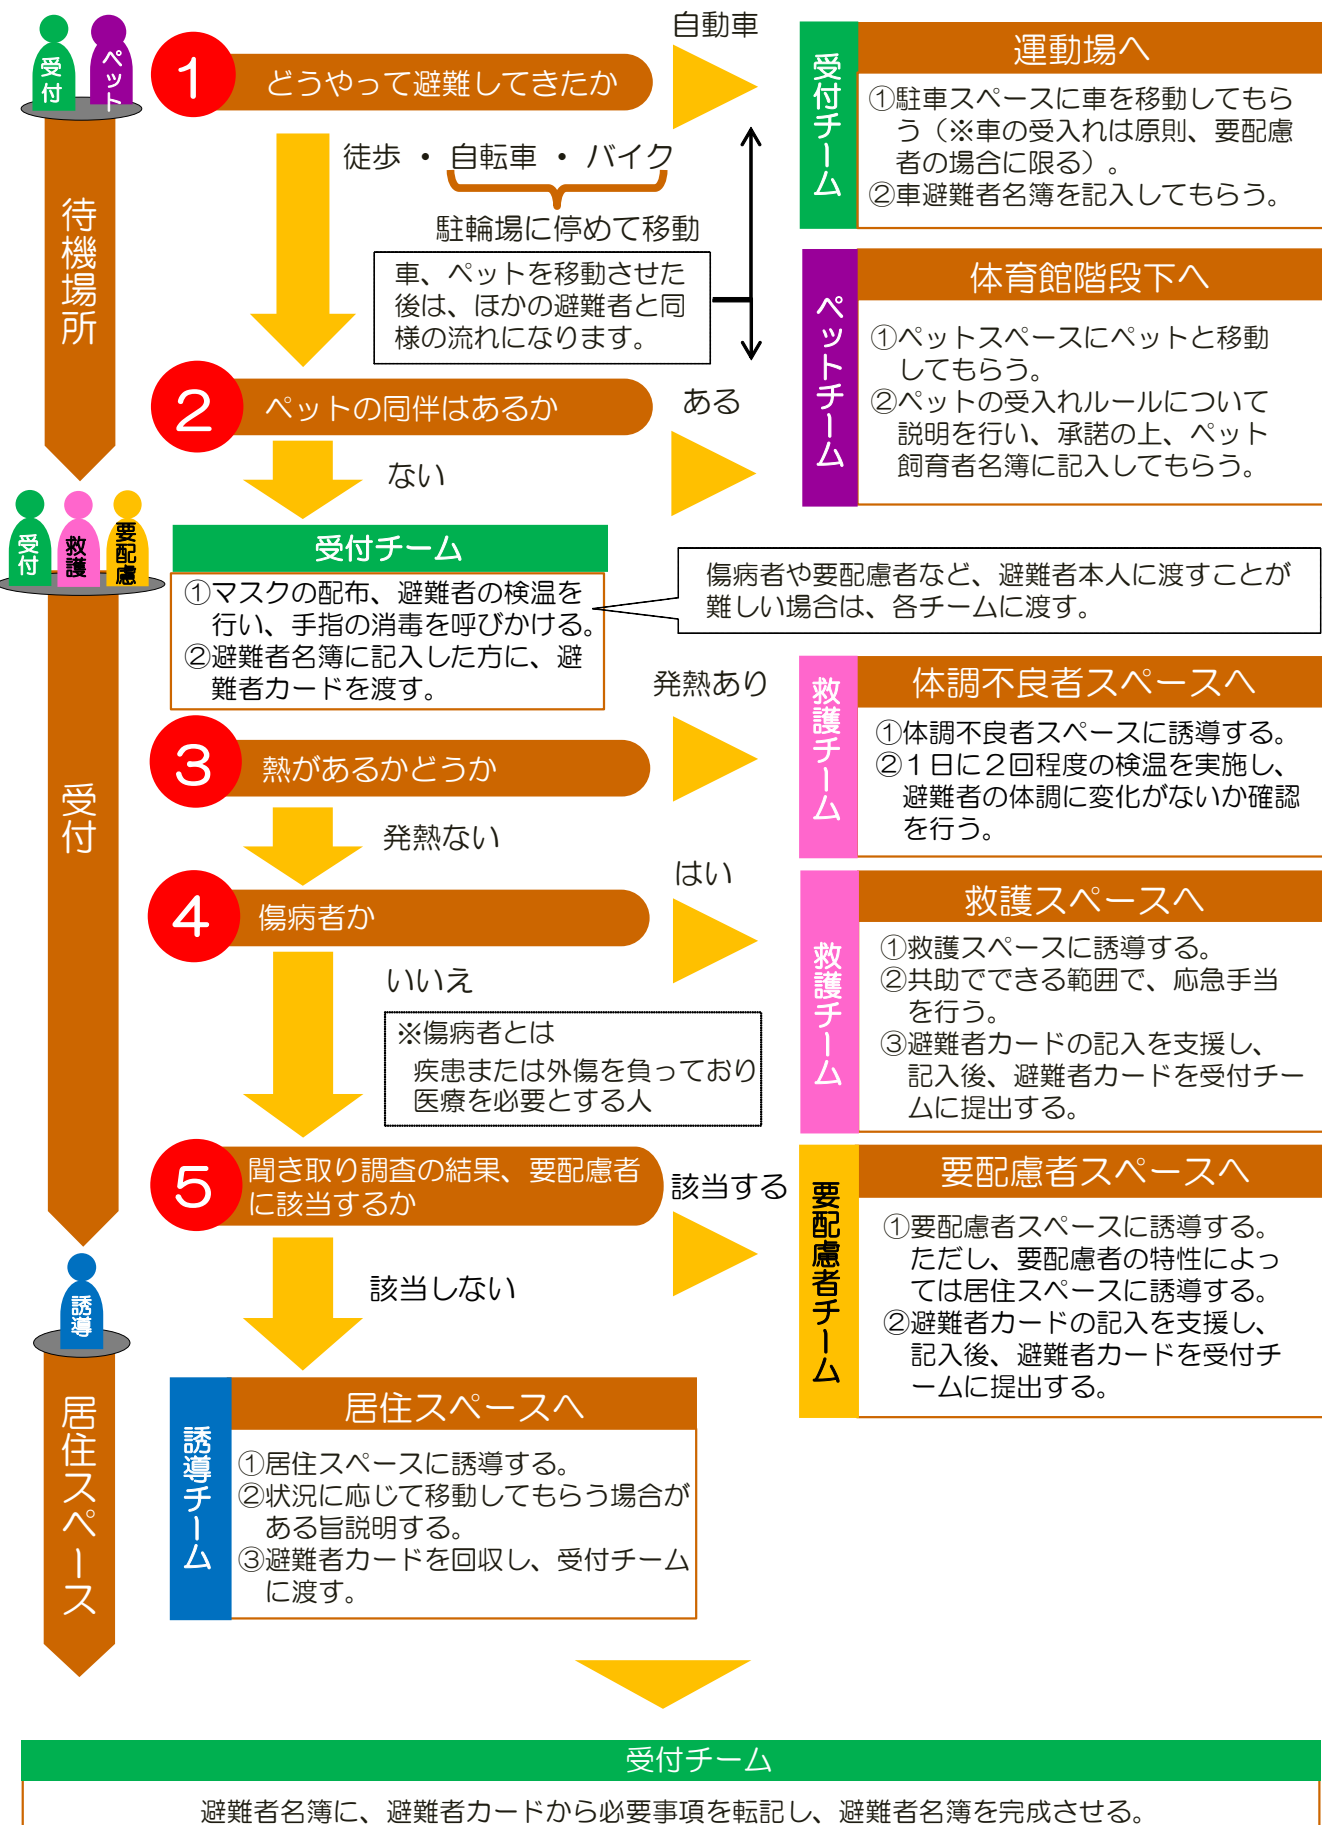 受付
ペット
待機場所
1
どうやって避難してきたか
自動車
徒歩 ・ 自転車 ・ バイク
駐輪場に停めて移動
車、ペットを移動させた
後は、ほかの避難者と同
様の流れになります。
受付チーム
運動場へ
①駐車スペースに車を移動してもら
う（※車の受入れは原則、要配慮
者の場合に限る）。
②車避難者名簿を記入してもらう。
2
ペットの同伴はあるか
ある
ない
ペットチーム
体育館階段下へ
①ペットスペースにペットと移動
してもらう。
②ペットの受入れルールについて
説明を行い、承諾の上、ペット
飼育者名簿に記入してもらう。
受付
救護
要配慮
受付
受付チーム
①マスクの配布、避難者の検温を
行い、手指の消毒を呼びかける。
②避難者名簿に記入した方に、避
難者カードを渡す。
傷病者や要配慮者など、避難者本人に渡すことが
難しい場合は、各チームに渡す。
3
熱があるかどうか
発熱あり
発熱ない
救護チーム
体調不良者スペースへ
①体調不良者スペースに誘導する。
②１日に２回程度の検温を実施し、
避難者の体調に変化がないか確認
を行う。
4
傷病者か
はい
いいえ
※傷病者とは
疾患または外傷を負っており
医療を必要とする人
救護チーム
救護スペースへ
①救護スペースに誘導する。
②共助でできる範囲で、応急手当
を行う。
③避難者カードの記入を支援し、
記入後、避難者カードを受付チー
ムに提出する。
5
聞き取り調査の結果、要配慮者
に該当するか
該当する
該当しない
要配慮者チーム
要配慮者スペースへ
①要配慮者スペースに誘導する。
ただし、要配慮者の特性によっ
ては居住スペースに誘導する。
②避難者カードの記入を支援し、
記入後、避難者カードを受付チ
ームに提出する。
誘導
居住スペース
誘導チーム
居住スペースへ
①居住スペースに誘導する。
②状況に応じて移動してもらう場合が
ある旨説明する。
③避難者カードを回収し、受付チーム
に渡す。
受付チーム
避難者名簿に、避難者カードから必要事項を転記し、避難者名簿を完成させる。